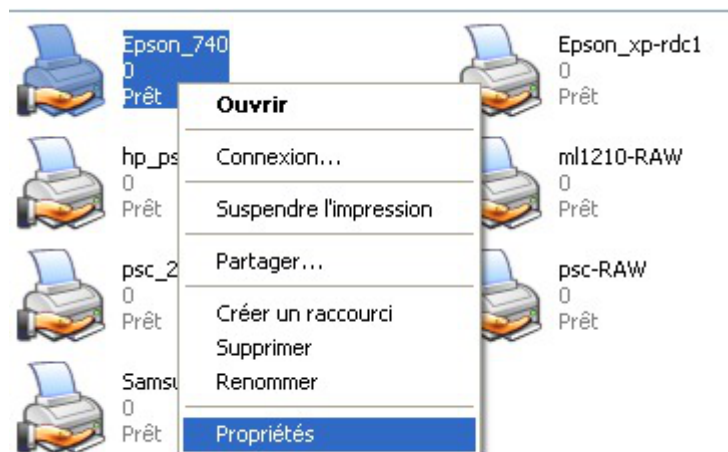 Epson_740
0
Prêt
Epson_xp-rdc1
0
Prêt
hp_ps
0
Prêt
ml1210-RAW
0
Prêt
psc_2
0
Prêt
psc-RAW
0
Prêt
Samsu
0
Prêt
Ouvrir
Connexion...
Suspendre l'impression
Partager...
Créer un raccourci
Supprimer
Renommer
Propriétés